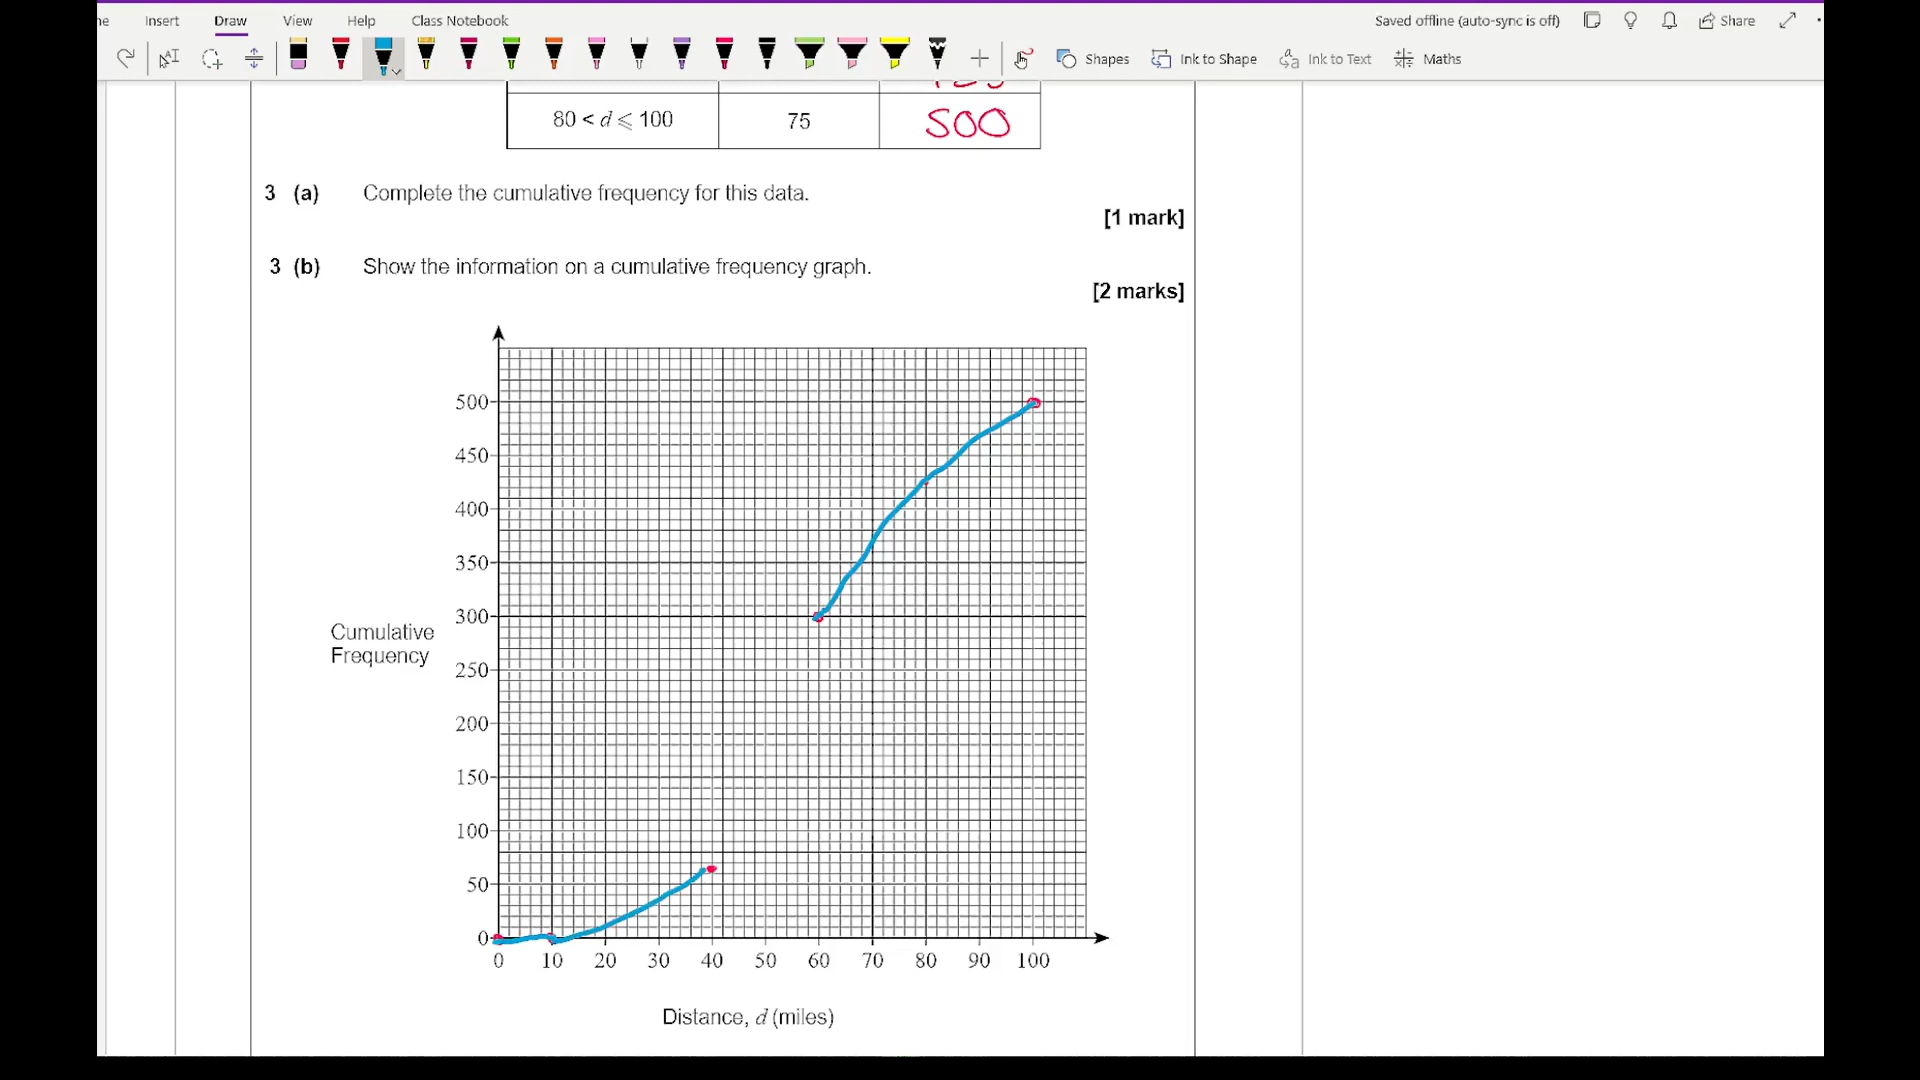 Insert Draw View Help Class Notebook Saved offline (auto-sync is off) Share
Shapes Ink to Shape Ink to Text Maths
80 < d ⩽ 100 75 500
3 (a) Complete the cumulative frequency for this data.
[1 mark]
3 (b) Show the information on a cumulative frequency graph.
[2 marks]
500
450
400
350
300
Cumulative
Frequency
250
200
150
100
50
0
0 10 20 30 40 50 60 70 80 90 100
Distance, d (miles)